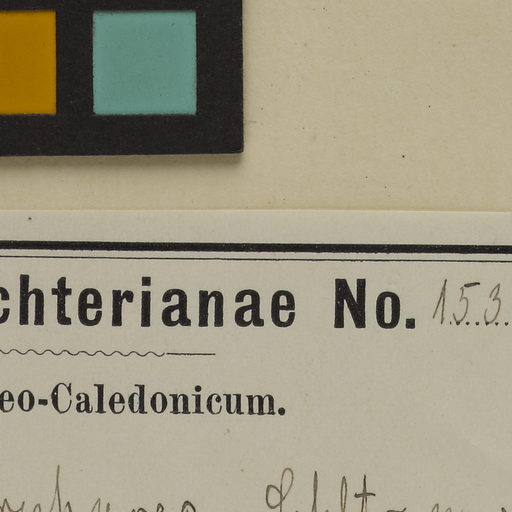 chterianae No. 153
eo-Caledonicum.